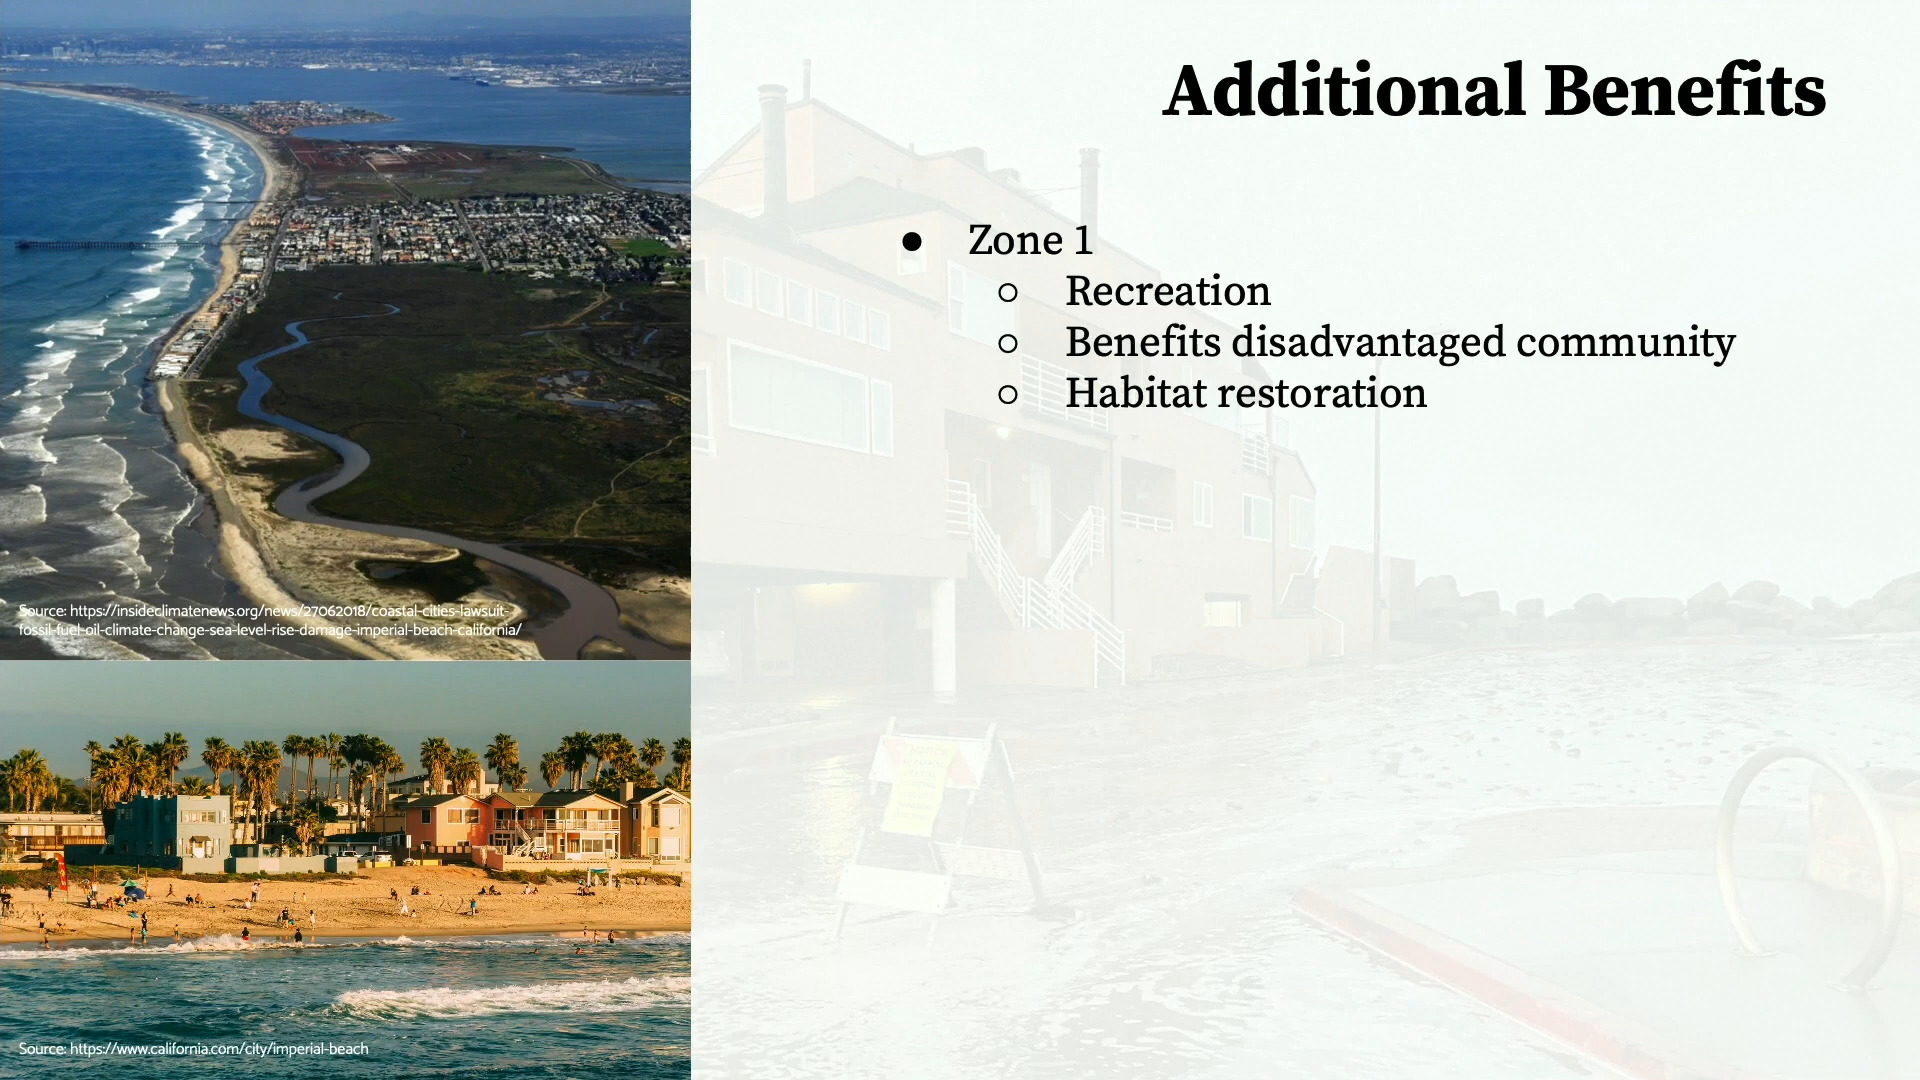 Additional Benefits
● Zone 1
○ Recreation
○ Benefits disadvantaged community
○ Habitat restoration
Source: https://insideclimatenews.org/news/27062018/coastal-cities-lawsuit-
fossil-fuel-oil-climate-change-sea-level-rise-damage-imperial-beach-california/
Source: https://www.california.com/city/imperial-beach